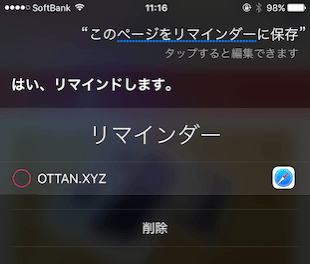 SoftBank 11:16 98%
“このページをリマインダーに保存”
タップすると編集できます
はい、リマインドします。
リマインダー
OTTAN.XYZ
削除